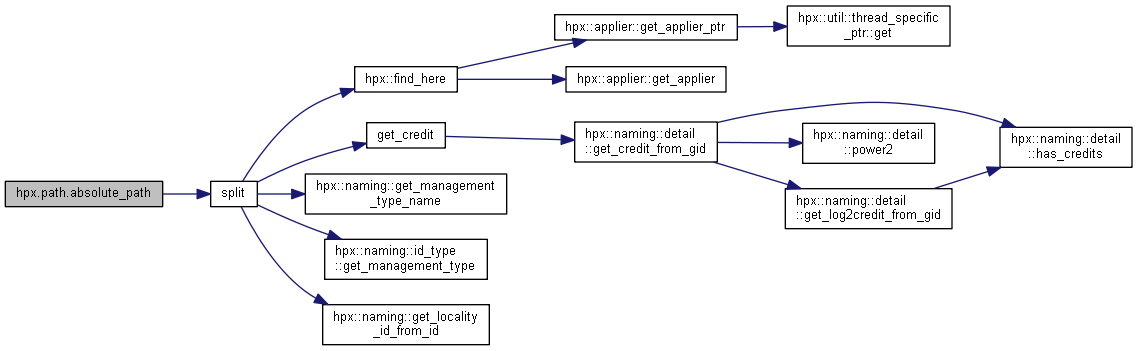 hpx.path.absolute_path
split
hpx::find_here
hpx::applier::get_applier_ptr
hpx::util::thread_specific
_ptr::get
hpx::applier::get_applier
get_credit
hpx::naming::detail
::get_credit_from_gid
hpx::naming::detail
::power2
hpx::naming::detail
::has_credits
hpx::naming::detail
::get_log2credit_from_gid
hpx::naming::get_management
_type_name
hpx::naming::id_type
::get_management_type
hpx::naming::get_locality
_id_from_id